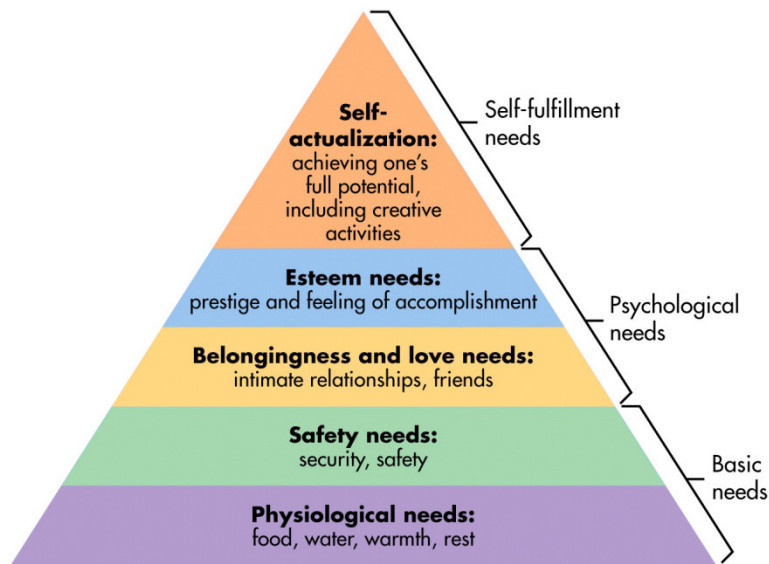 Self-
actualization:
achieving one's
full potential,
including creative
activities
Self-fulfillment
needs
Esteem needs:
prestige and feeling of accomplishment
Belongingness and love needs:
intimate relationships, friends
Psychological
needs
Safety needs:
security, safety
Physiological needs:
food, water, warmth, rest
Basic
needs